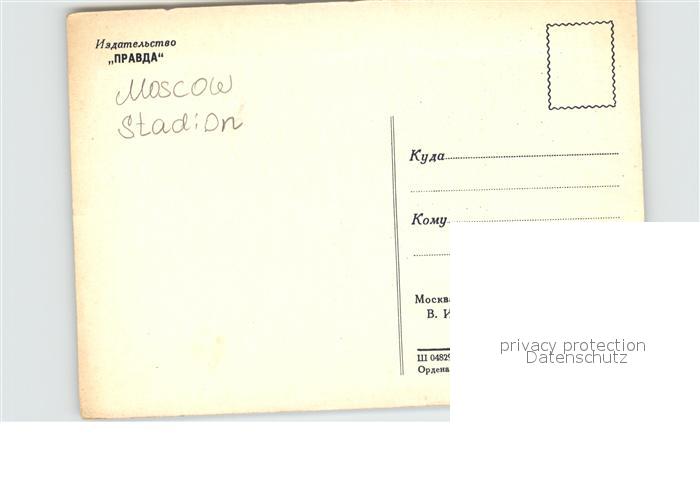 Издательство
„ПРАВДА“
Moscow
Stadion
Куда
Кому
Москва
В. И
Ш 04829
Ордена
privacy protection
Datenschutz